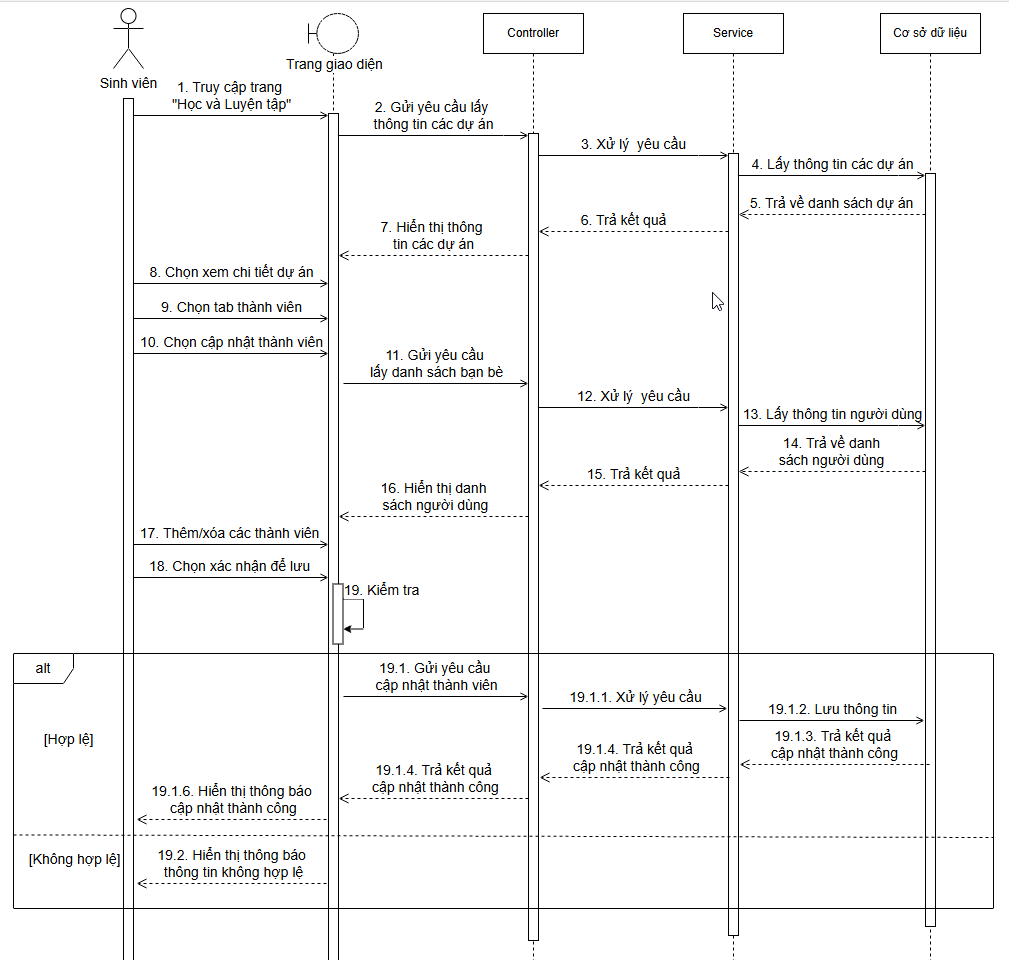 Controller
Service
Cơ sở dữ liệu
Trang giao diện
Sinh viên
1. Truy cập trang
"Học và Luyện tập"
2. Gửi yêu cầu lấy
thông tin các dự án
3. Xử lý yêu cầu
4. Lấy thông tin các dự án
5. Trả về danh sách dự án
6. Trả kết quả
7. Hiển thị thông
tin các dự án
8. Chọn xem chi tiết dự án
9. Chọn tab thành viên
10. Chọn cập nhật thành viên
11. Gửi yêu cầu
lấy danh sách bạn bè
12. Xử lý yêu cầu
13. Lấy thông tin người dùng
14. Trả về danh
sách người dùng
15. Trả kết quả
16. Hiển thị danh
sách người dùng
17. Thêm/xóa các thành viên
18. Chọn xác nhận để lưu
19. Kiểm tra
alt
19.1. Gửi yêu cầu
cập nhật thành viên
19.1.1. Xử lý yêu cầu
19.1.2. Lưu thông tin
[Hợp lệ]
19.1.3. Trả kết quả
cập nhật thành công
19.1.4. Trả kết quả
cập nhật thành công
19.1.4. Trả kết quả
cập nhật thành công
19.1.6. Hiển thị thông báo
cập nhật thành công
[Không hợp lệ]
19.2. Hiển thị thông báo
thông tin không hợp lệ